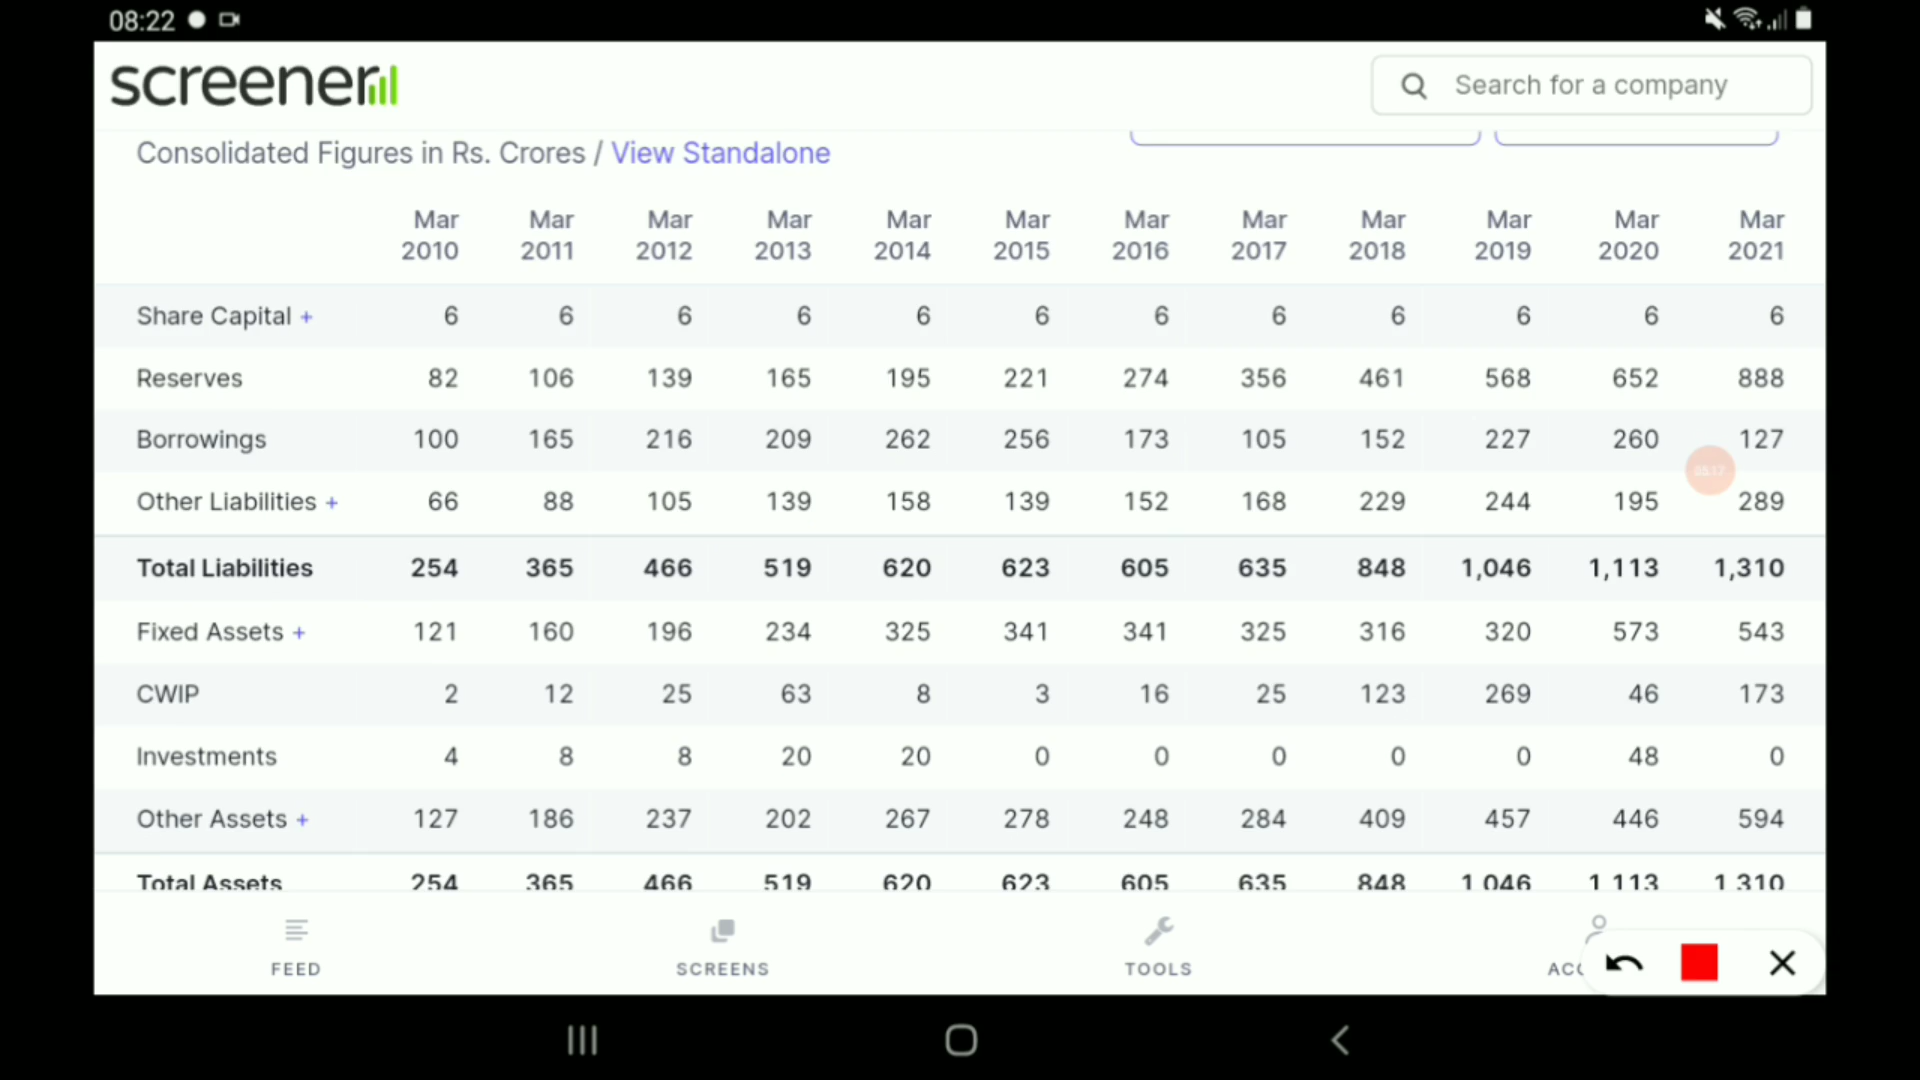 08:22
screener
Search for a company
Consolidated Figures in Rs. Crores / View Standalone
Mar 2010 Mar 2011 Mar 2012 Mar 2013 Mar 2014 Mar 2015 Mar 2016 Mar 2017 Mar 2018 Mar 2019 Mar 2020 Mar 2021
Share Capital + 6 6 6 6 6 6 6 6 6 6 6 6
Reserves 82 106 139 165 195 221 274 356 461 568 652 888
Borrowings 100 165 216 209 262 256 173 105 152 227 260 127
Other Liabilities + 66 88 105 139 158 139 152 168 229 244 195 289
Total Liabilities 254 365 466 519 620 623 605 635 848 1,046 1,113 1,310
Fixed Assets + 121 160 196 234 325 341 341 325 316 320 573 543
CWIP 2 12 25 63 8 3 16 25 123 269 46 173
Investments 4 8 8 20 20 0 0 0 0 0 48 0
Other Assets + 127 186 237 202 267 278 248 284 409 457 446 594
Total Assets 254 365 466 519 620 623 605 635 848 1 046 1 113 1 310
FEED SCREENS TOOLS